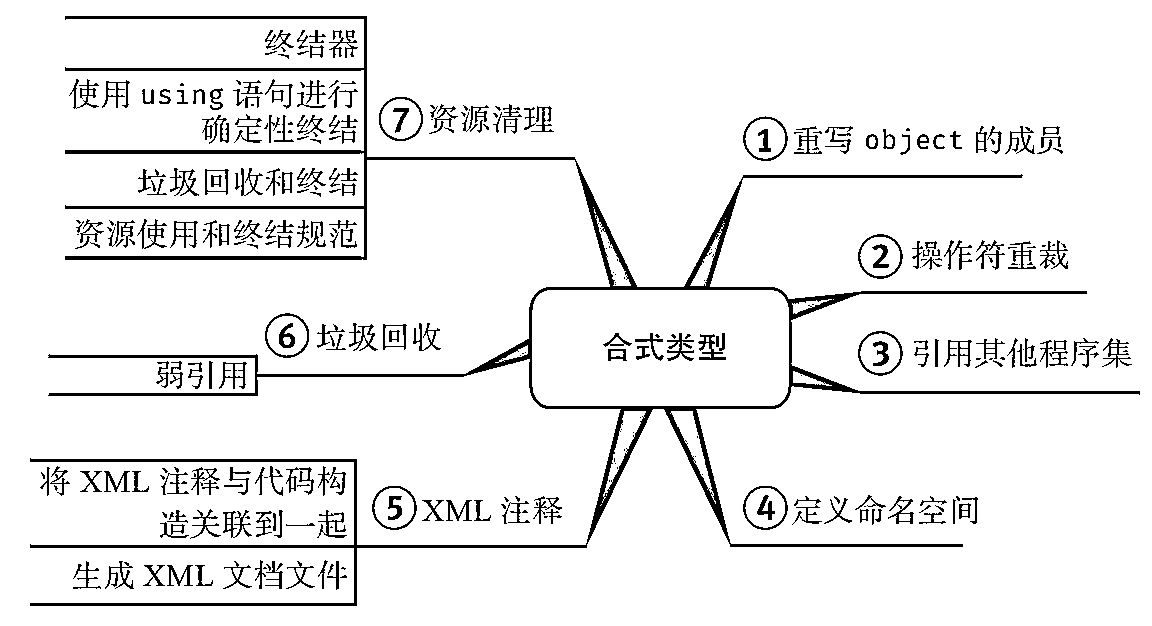 终结器
使用 using 语句进行
确定性终结
垃圾回收和终结
资源使用和终结规范
⑦ 资源清理
① 重写 object 的成员
② 操作符重裁
③ 引用其他程序集
合式类型
⑥ 垃圾回收
弱引用
将 XML 注释与代码构
造关联到一起
生成 XML 文档文件
⑤ XML 注释
④ 定义命名空间